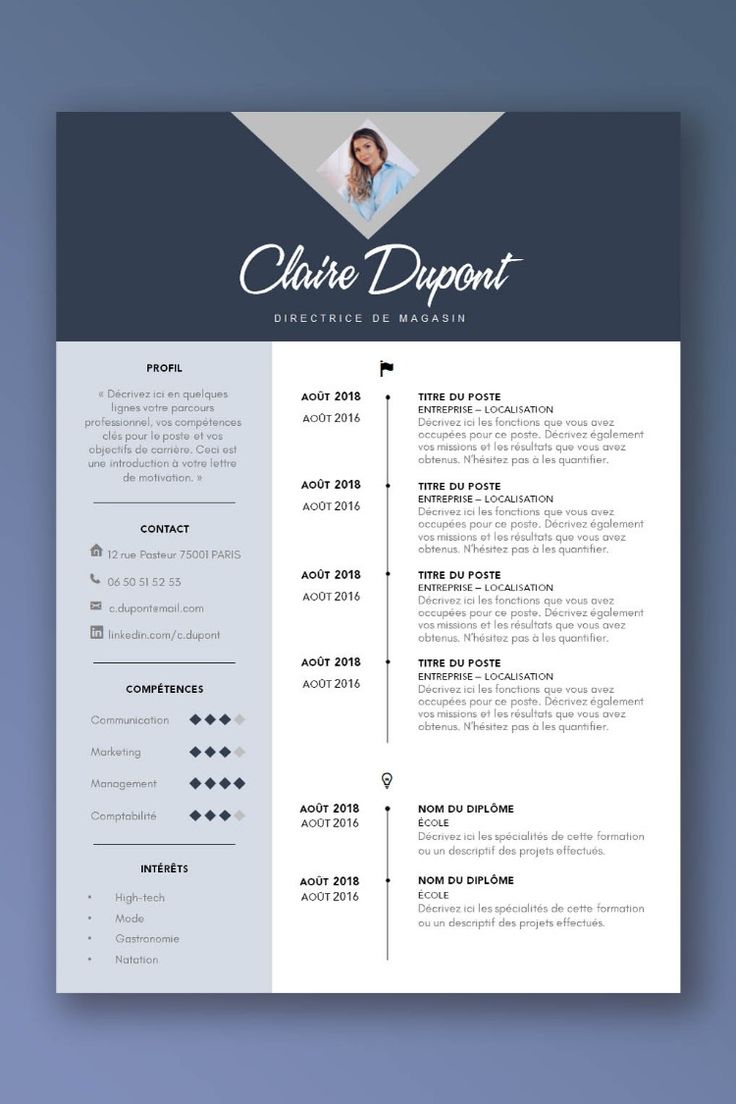 Claire Dupont
DIRECTRICE DE MAGASIN
PROFIL
« Décrivez ici en quelques
lignes votre parcours
professionnel, vos compétences
clés pour le poste et vos
objectifs de carrière. Ceci est
une introduction à votre lettre
de motivation. »
CONTACT
12 rue Pasteur 75001 PARIS
06 50 51 52 53
c.dupontemail.com
linkedin.com/c.dupont
COMPÉTENCES
Communication
Marketing
Management
Comptabilité
INTÉRÊTS
• High-tech
• Mode
• Gastronomie
• Natation
AOÛT 2018
AOÛT 2016
TITRE DU POSTE
ENTREPRISE – LOCALISATION
Décrivez ici les fonctions que vous avez
occupées pour ce poste. Décrivez également
vos missions et les résultats que vous avez
obtenus. N'hésitez pas à les quantifier.
AOÛT 2018
AOÛT 2016
TITRE DU POSTE
ENTREPRISE – LOCALISATION
Décrivez ici les fonctions que vous avez
occupées pour ce poste. Décrivez également
vos missions et les résultats que vous avez
obtenus. N'hésitez pas à les quantifier.
AOÛT 2018
AOÛT 2016
TITRE DU POSTE
ENTREPRISE – LOCALISATION
Décrivez ici les fonctions que vous avez
occupées pour ce poste. Décrivez également
vos missions et les résultats que vous avez
obtenus. N'hésitez pas à les quantifier.
AOÛT 2018
AOÛT 2016
TITRE DU POSTE
ENTREPRISE – LOCALISATION
Décrivez ici les fonctions que vous avez
occupées pour ce poste. Décrivez également
vos missions et les résultats que vous avez
obtenus. N'hésitez pas à les quantifier.
AOÛT 2018
AOÛT 2016
NOM DU DIPLÔME
ÉCOLE
Décrivez ici les spécialités de cette formation
ou un descriptif des projets effectués.
AOÛT 2018
AOÛT 2016
NOM DU DIPLÔME
ÉCOLE
Décrivez ici les spécialités de cette formation
ou un descriptif des projets effectués.